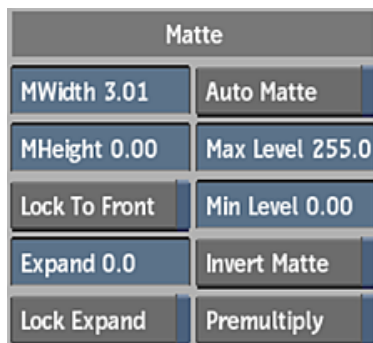 Matte
MWidth 3.01 Auto Matte
MHeight 0.00 Max Level 255.0
Lock To Front Min Level 0.00
Expand 0.0 Invert Matte
Lock Expand Premultiply